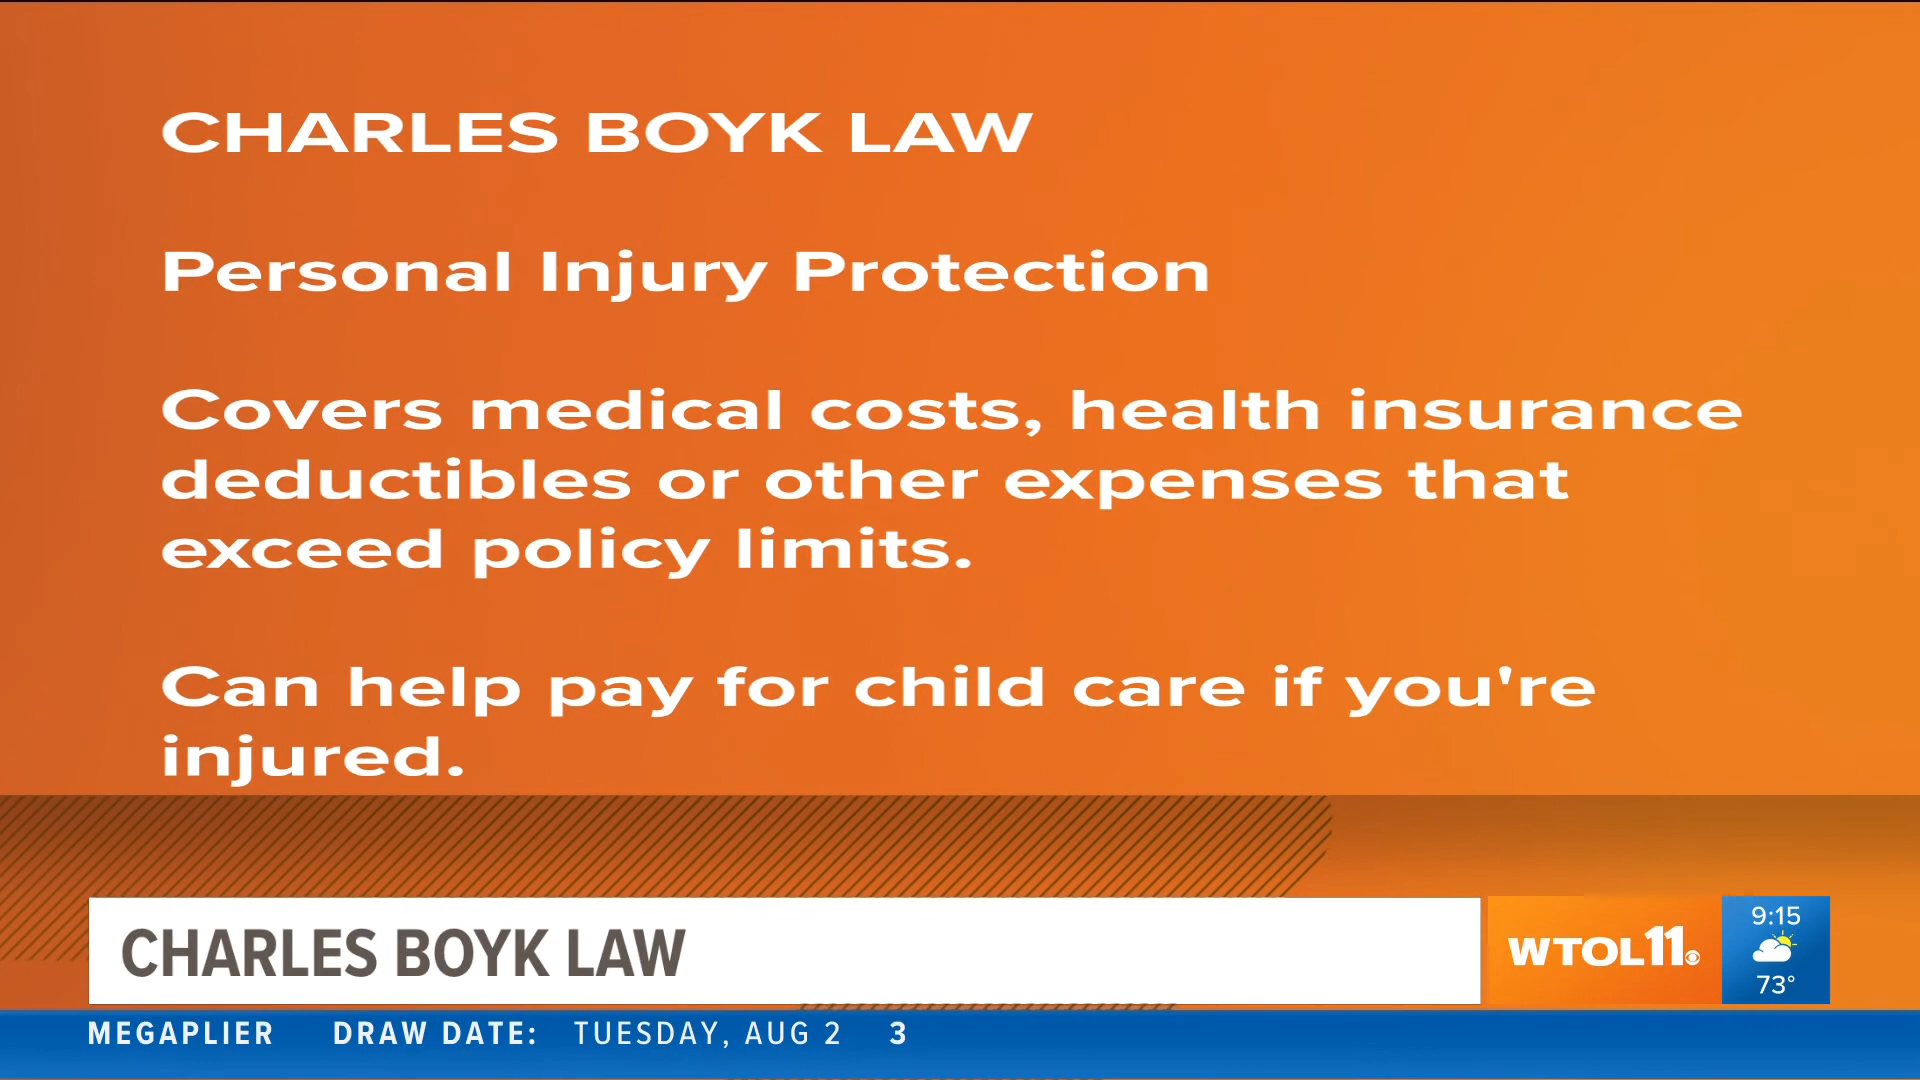 CHARLES BOYK LAW
Personal Injury Protection
Covers medical costs, health insurance
deductibles or other expenses that
exceed policy limits.
Can help pay for child care if you're
injured.
CHARLES BOYK LAW
WTOL11
9:15
73°
MEGAPLIER DRAW DATE: TUESDAY, AUG 2 3